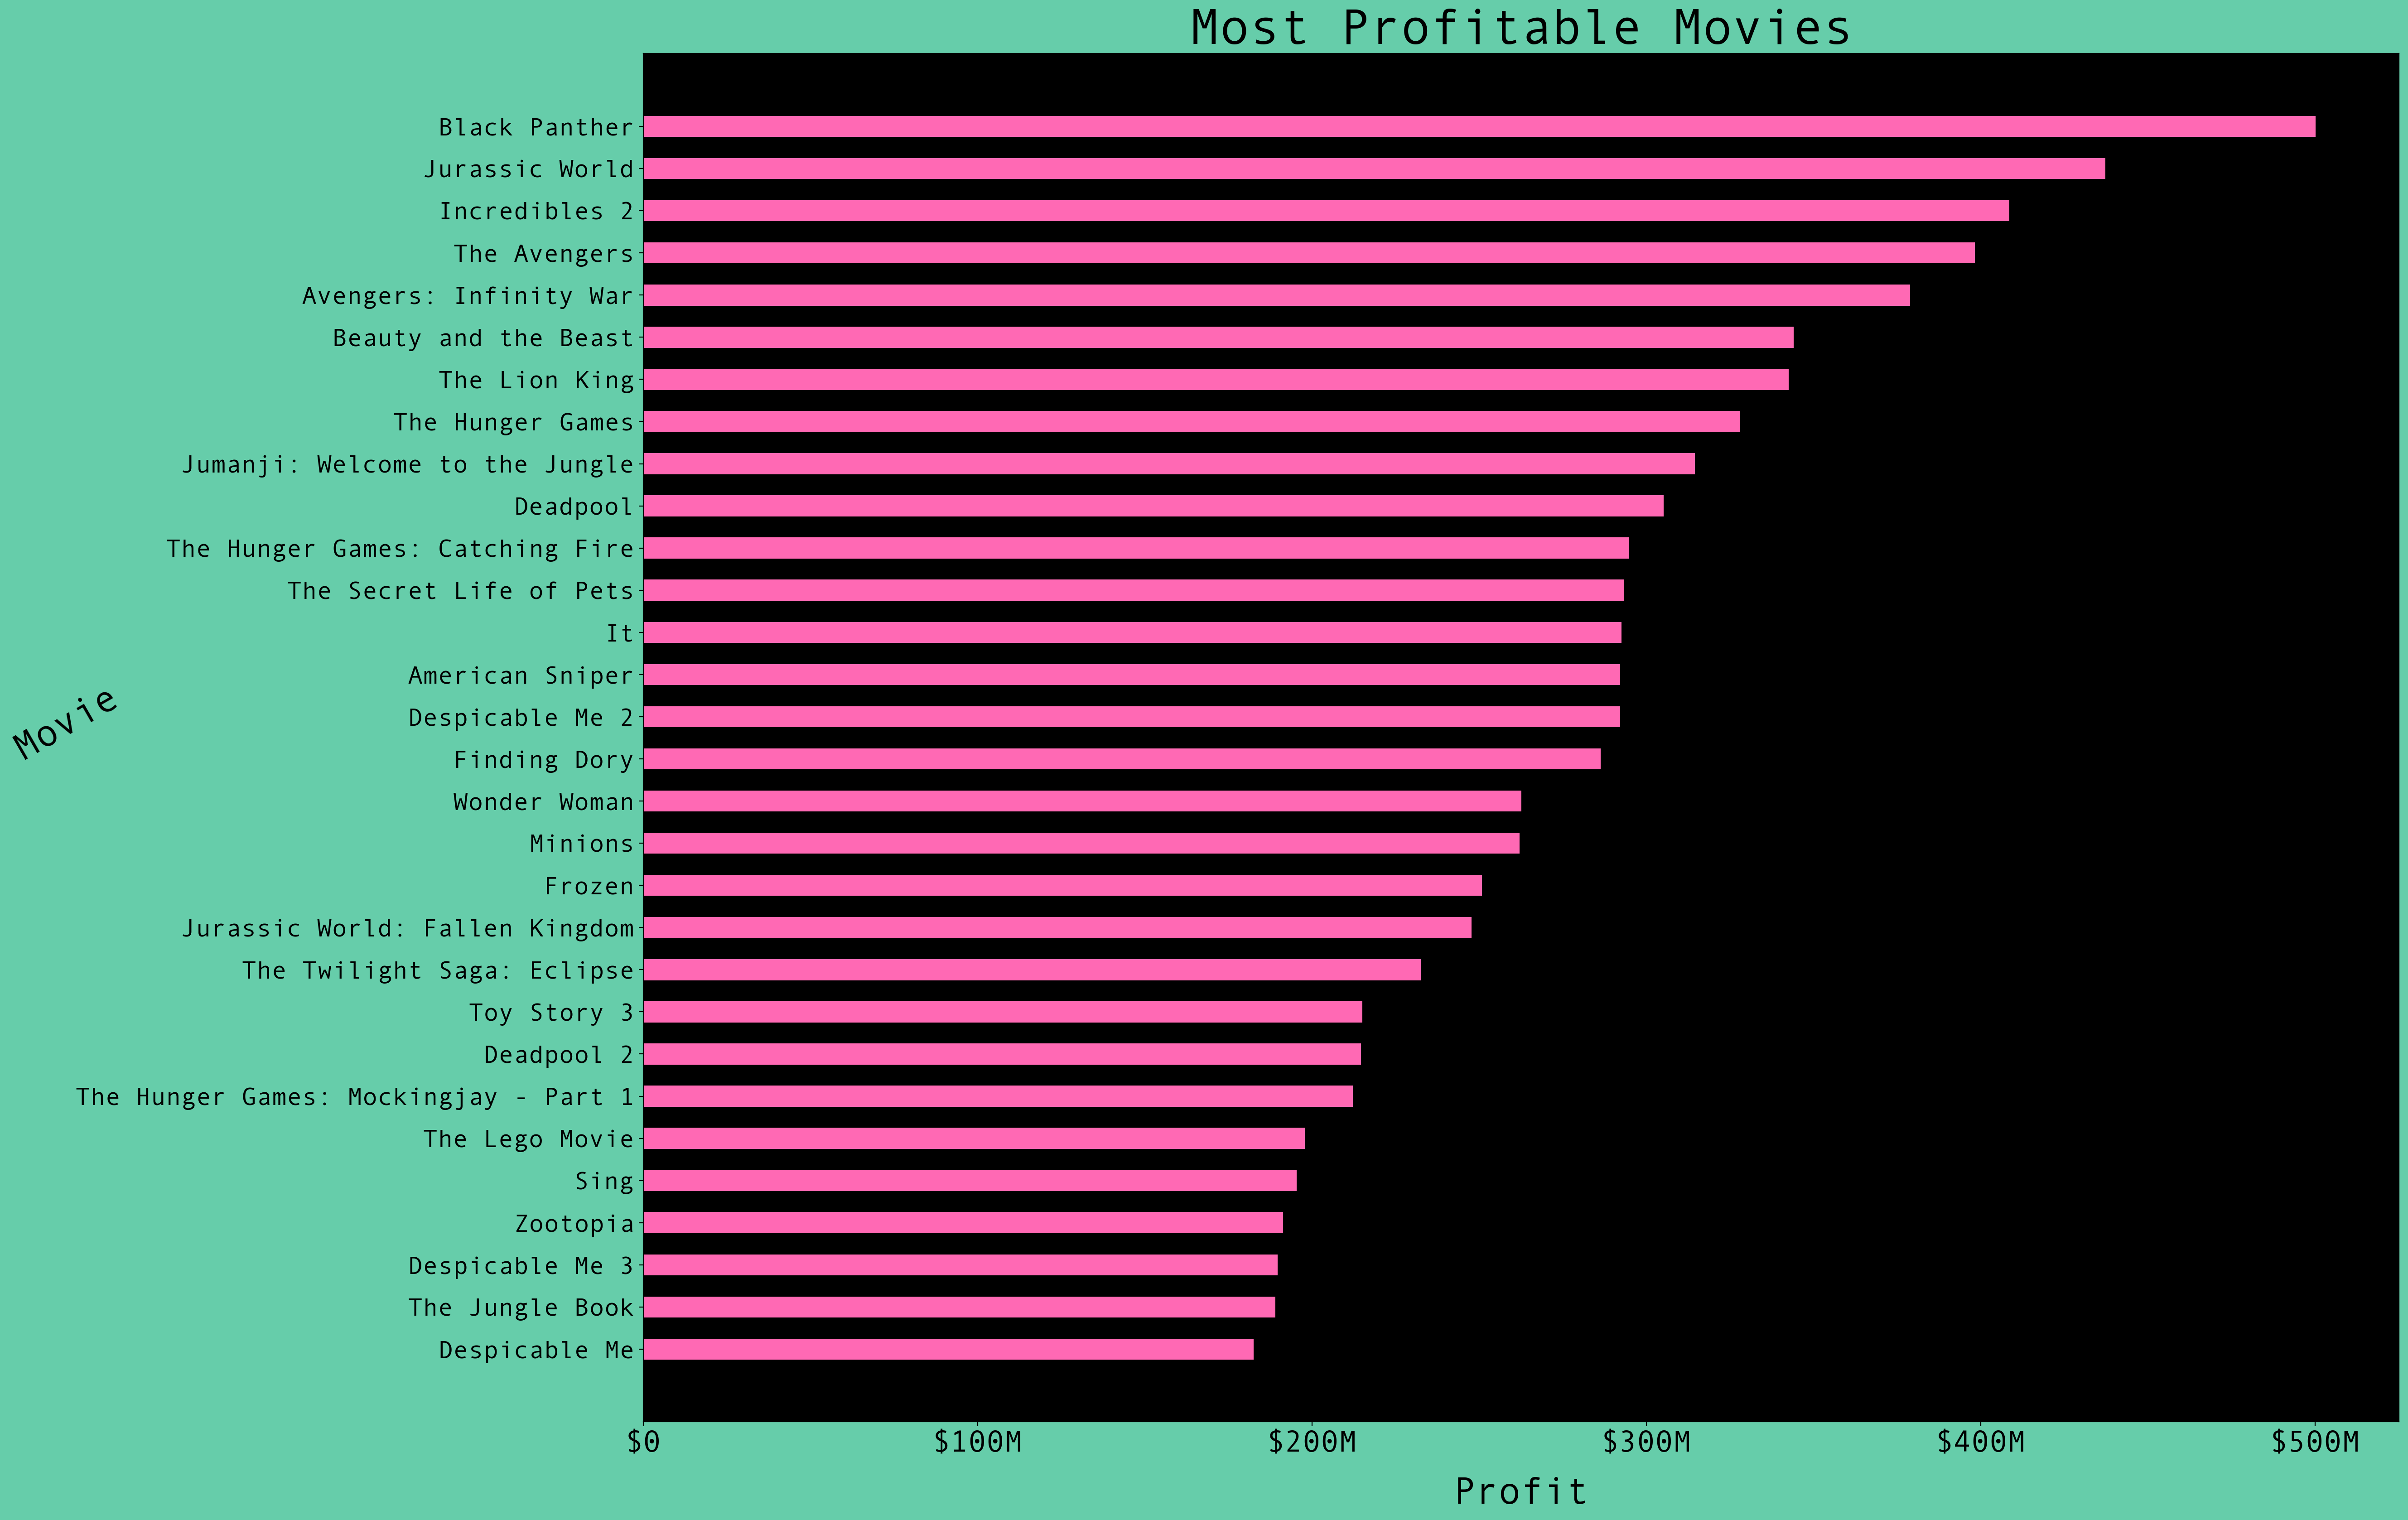 Most Profitable Movies
Black Panther
Jurassic World
Incredibles 2
The Avengers
Avengers: Infinity War
Beauty and the Beast
The Lion King
The Hunger Games
Jumanji: Welcome to the Jungle
Deadpool
The Hunger Games: Catching Fire
The Secret Life of Pets
It
American Sniper
Despicable Me 2
Finding Dory
Wonder Woman
Minions
Frozen
Jurassic World: Fallen Kingdom
The Twilight Saga: Eclipse
Toy Story 3
Deadpool 2
The Hunger Games: Mockingjay - Part 1
The Lego Movie
Sing
Zootopia
Despicable Me 3
The Jungle Book
Despicable Me
Movie
$0 $100M $200M $300M $400M $500M
Profit